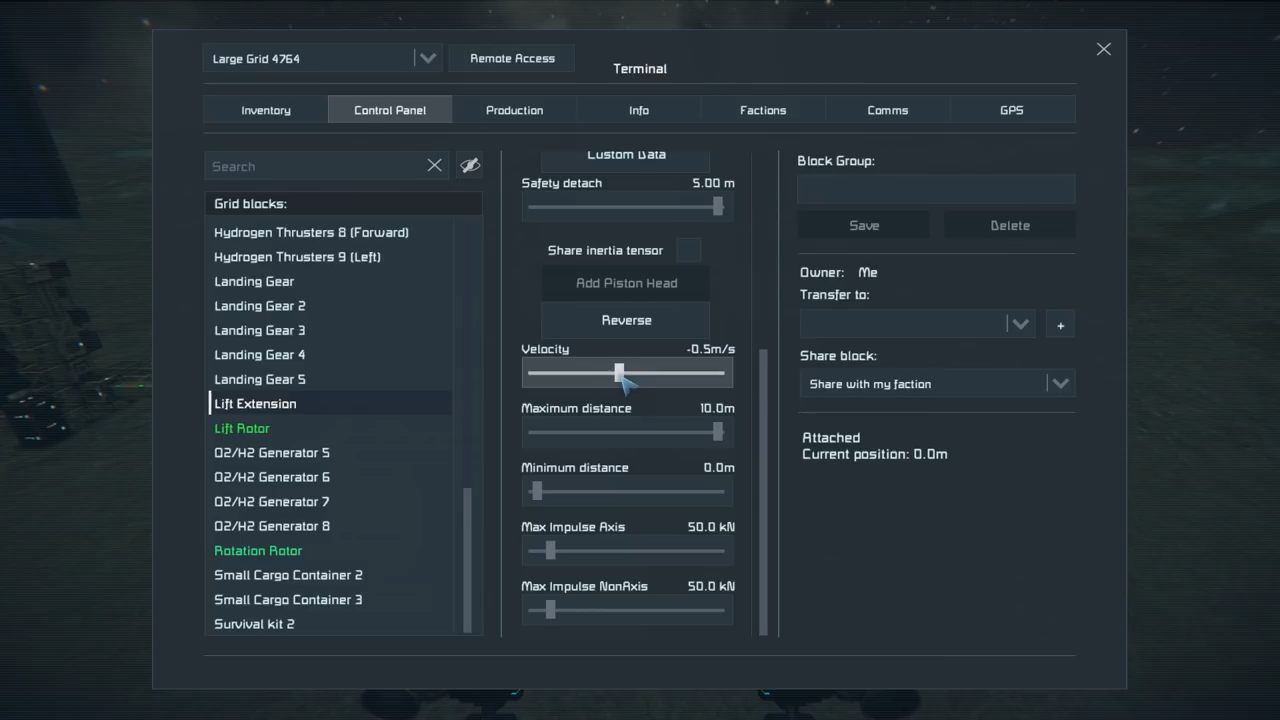 Large Grid 4764
Remote Access
Terminal
Inventory
Control Panel
Production
Info
Factions
Comms
GPS
Search
Grid blocks:
Hydrogen Thrusters 8 (Forward)
Hydrogen Thrusters 9 (Left)
Landing Gear
Landing Gear 2
Landing Gear 3
Landing Gear 4
Landing Gear 5
Lift Extension
Lift Rotor
O2/H2 Generator 5
O2/H2 Generator 6
O2/H2 Generator 7
O2/H2 Generator 8
Rotation Rotor
Small Cargo Container 2
Small Cargo Container 3
Survival kit 2
Custom Data
Safety detach 5.00 m
Share inertia tensor
Add Piston Head
Reverse
Velocity -0.5m/s
Maximum distance 10.0m
Minimum distance 0.0m
Max Impulse Axis 50.0 kN
Max Impulse NonAxis 50.0 kN
Block Group:
Save
Delete
Owner: Me
Transfer to:
+
Share block:
Share with my faction
Attached
Current position: 0.0m